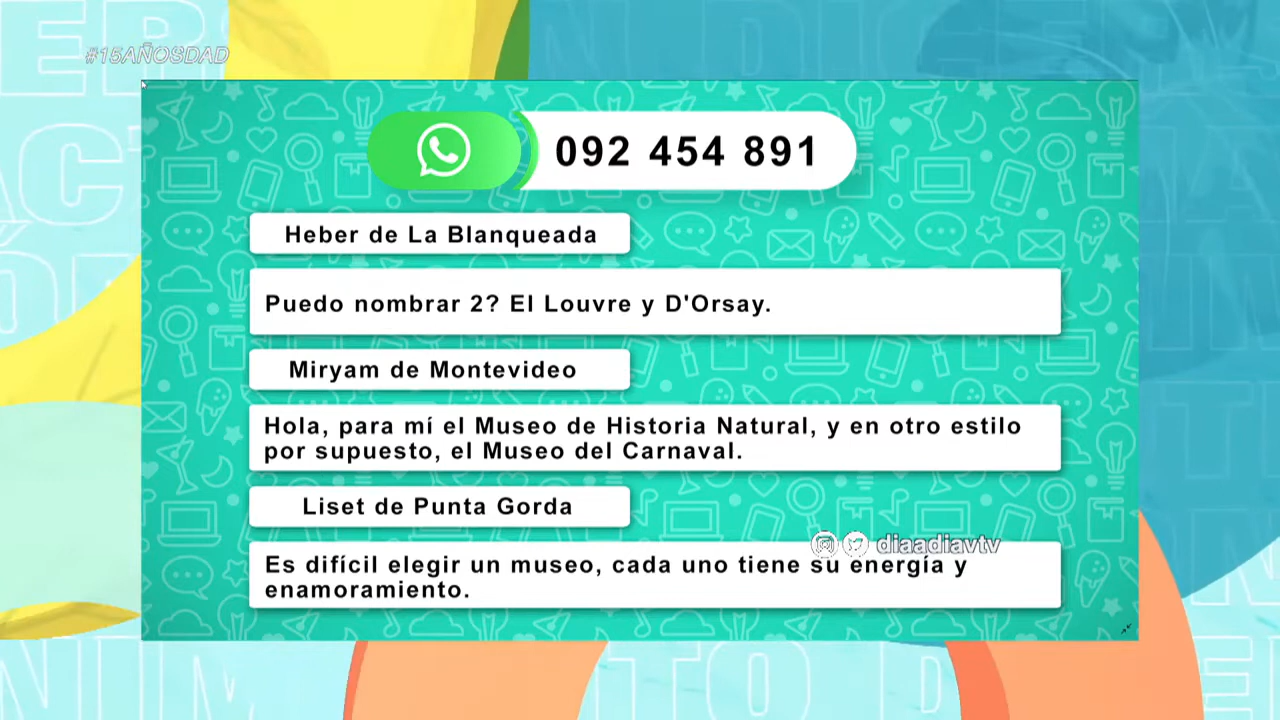 #15AÑOSDAD
092 454 891
Heber de La Blanqueada
Puedo nombrar 2? El Louvre y D'Orsay.
Miryam de Montevideo
Hola, para mí el Museo de Historia Natural, y en otro estilo
por supuesto, el Museo del Carnaval.
Liset de Punta Gorda
diaadiavtv
Es difícil elegir un museo, cada uno tiene su energía y
enamoramiento.